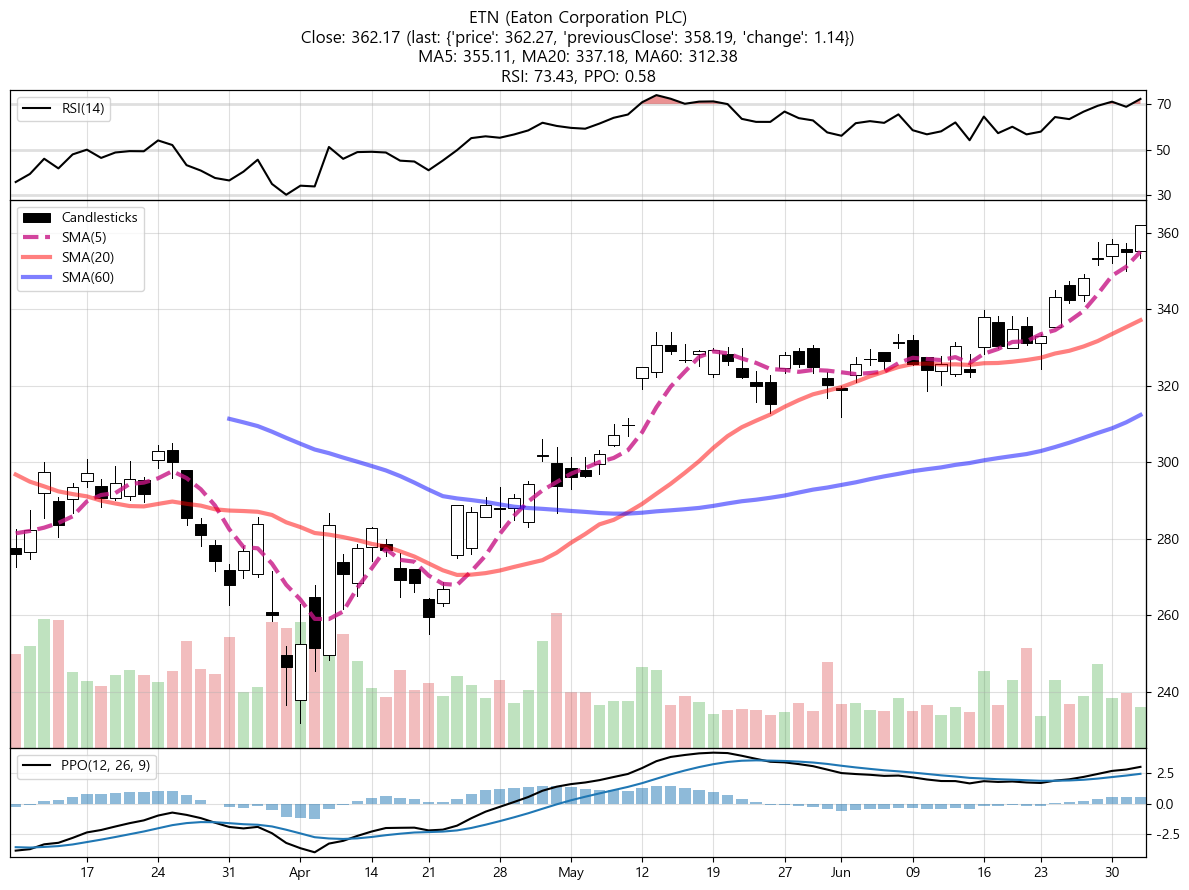 ETN (Eaton Corporation PLC)
Close: 362.17 (last: {'price': 362.27, 'previousClose': 358.19, 'change': 1.14})
MA5: 355.11, MA20: 337.18, MA60: 312.38
RSI: 73.43, PPO: 0.58
RSI(14)
70
50
30
Candlesticks
SMA(5)
SMA(20)
SMA(60)
360
340
320
300
280
260
240
PPO(12, 26, 9)
2.5
0.0
−2.5
17 24 31 Apr 14 21 28 May 12 19 27 Jun 09 16 23 30